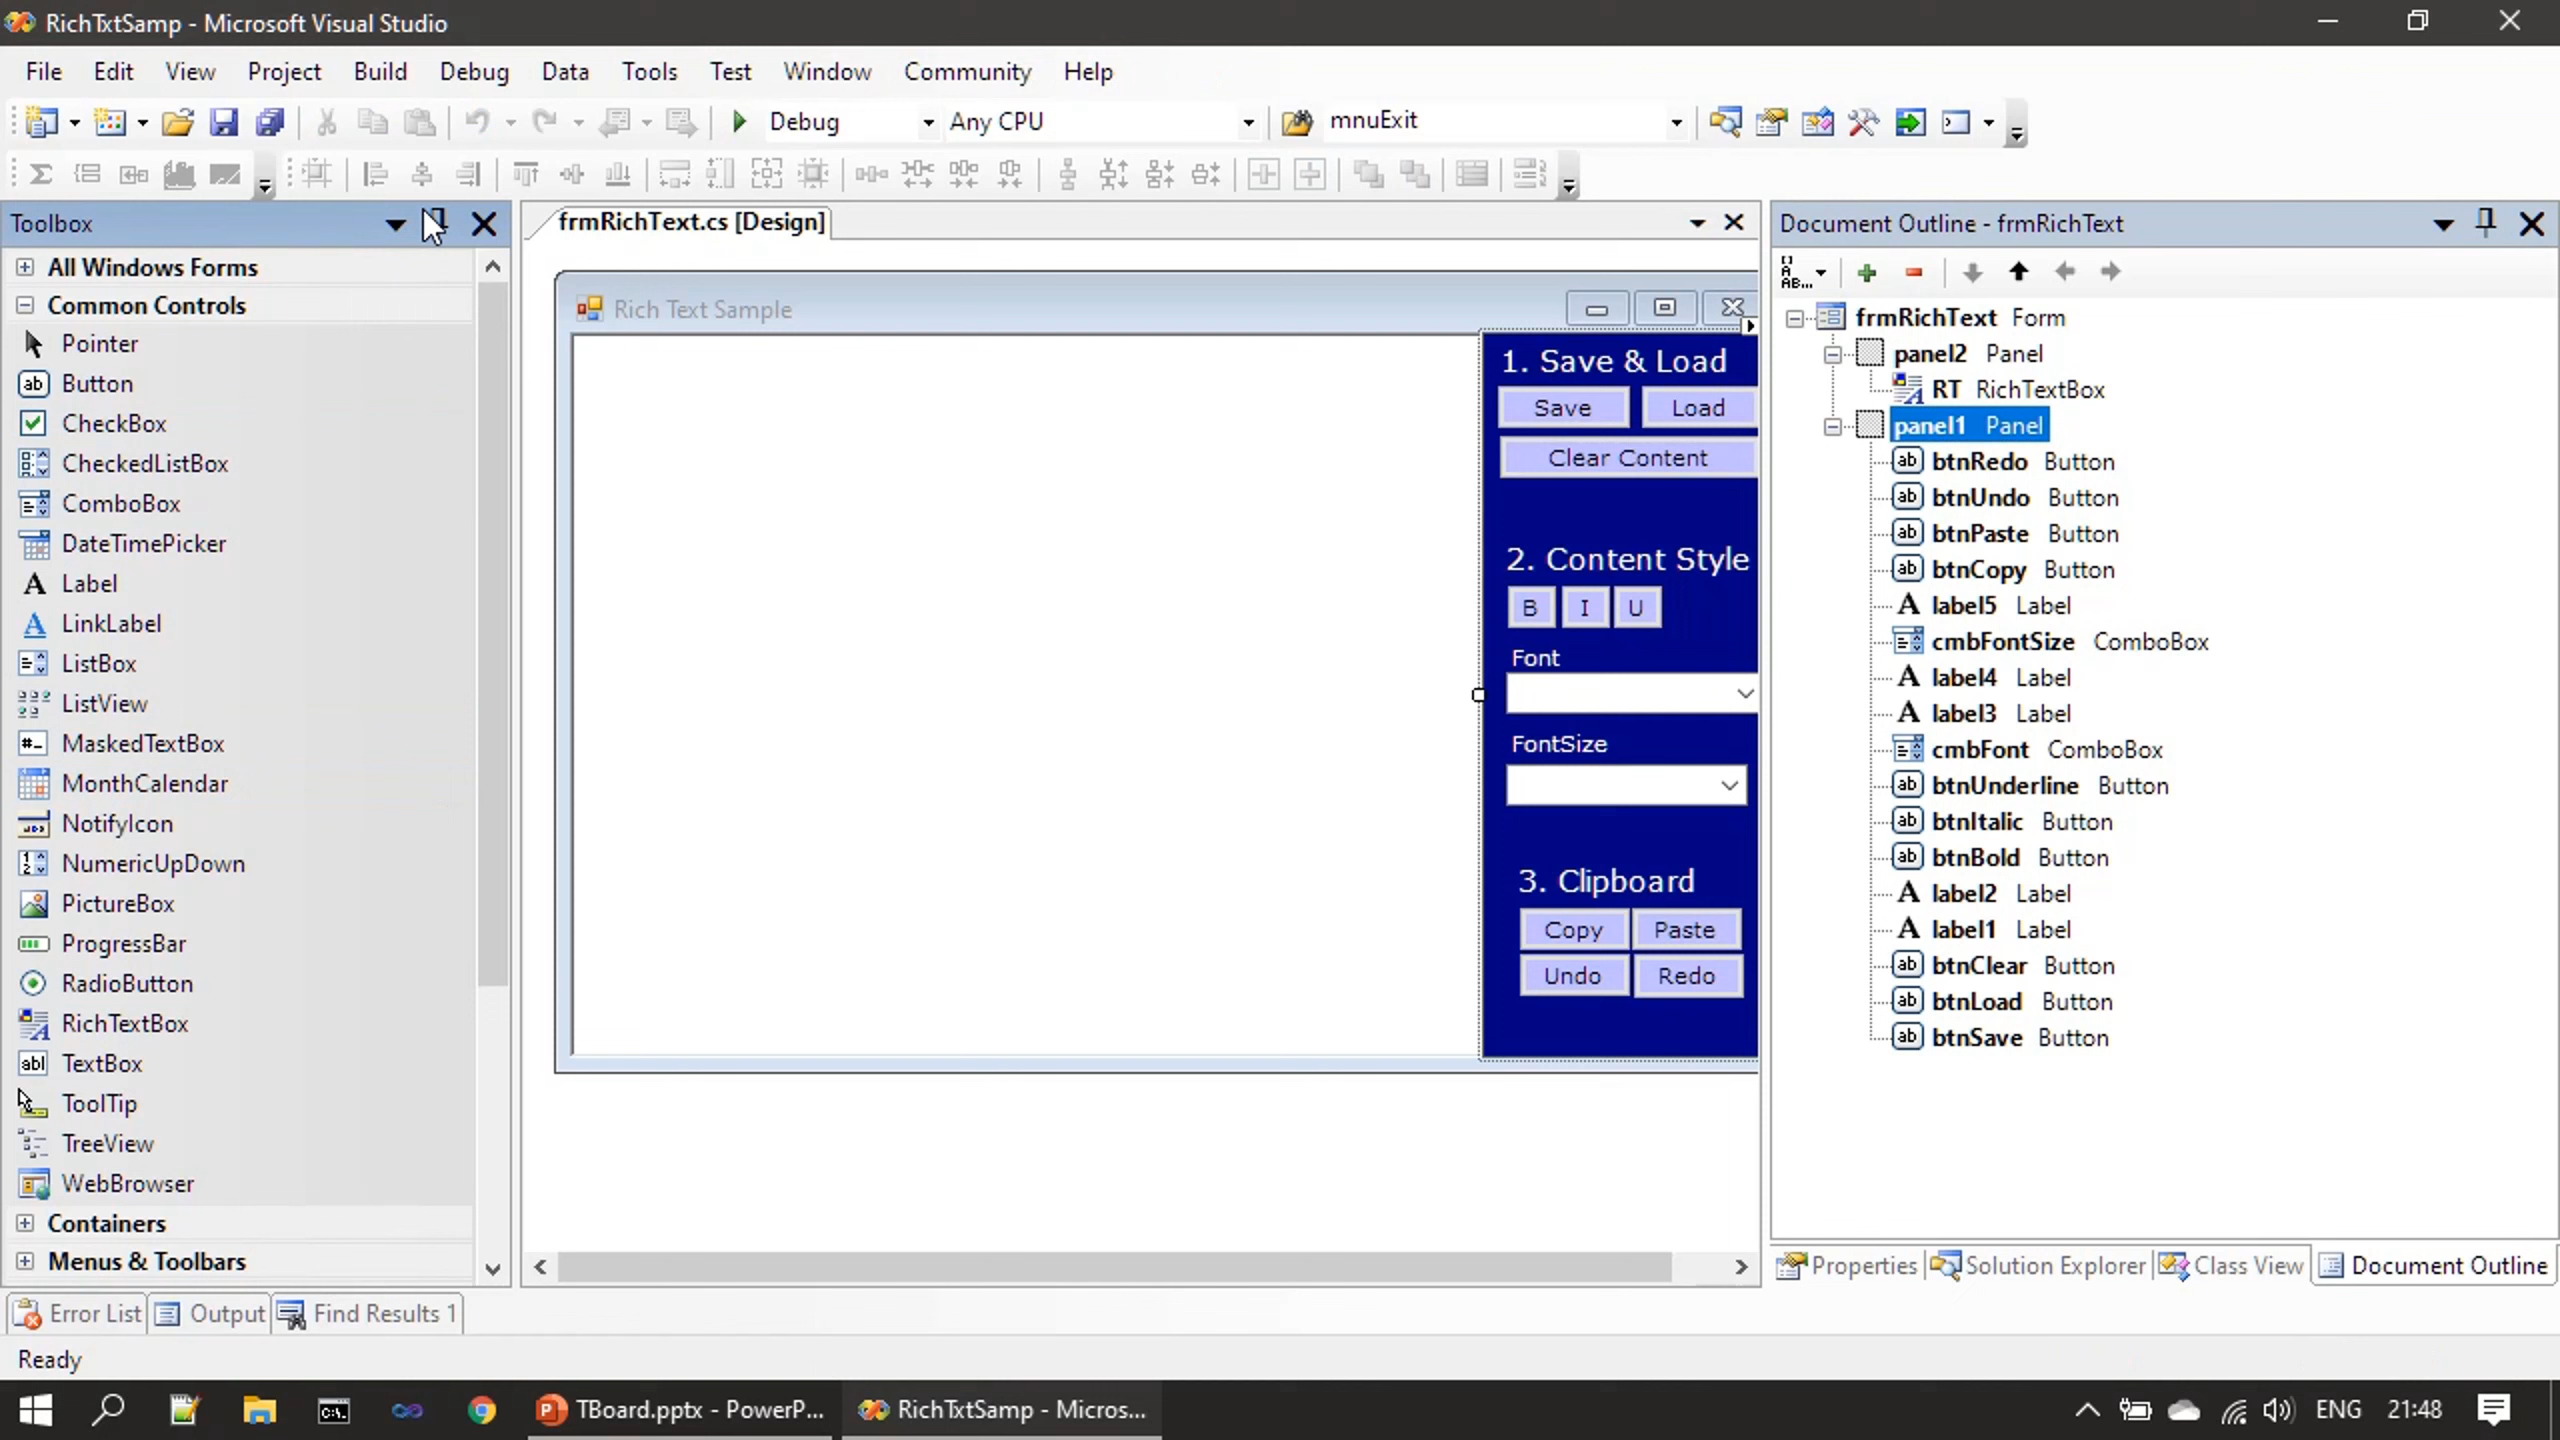 RichTxtSamp - Microsoft Visual Studio
File Edit View Project Build Debug Data Tools Test Window Community Help
Debug Any CPU mnuExit
Toolbox
All Windows Forms
Common Controls
Pointer
Button
CheckBox
CheckedListBox
ComboBox
DateTimePicker
Label
LinkLabel
ListBox
ListView
MaskedTextBox
MonthCalendar
NotifyIcon
NumericUpDown
PictureBox
ProgressBar
RadioButton
RichTextBox
TextBox
ToolTip
TreeView
WebBrowser
Containers
Menus & Toolbars
frmRichText.cs [Design]
Rich Text Sample
1. Save & Load
Save Load
Clear Content
2. Content Style
B I U
Font
FontSize
3. Clipboard
Copy Paste
Undo Redo
Document Outline - frmRichText
frmRichText Form
panel2 Panel
RT RichTextBox
panel1 Panel
btnRedo Button
btnUndo Button
btnPaste Button
btnCopy Button
label5 Label
cmbFontSize ComboBox
label4 Label
label3 Label
cmbFont ComboBox
btnUnderline Button
btnItalic Button
btnBold Button
label2 Label
label1 Label
btnClear Button
btnLoad Button
btnSave Button
Properties Solution Explorer Class View Document Outline
Error List Output Find Results 1
Ready
TBoard.pptx - PowerP... RichTxtSamp - Micros... ENG 21:48